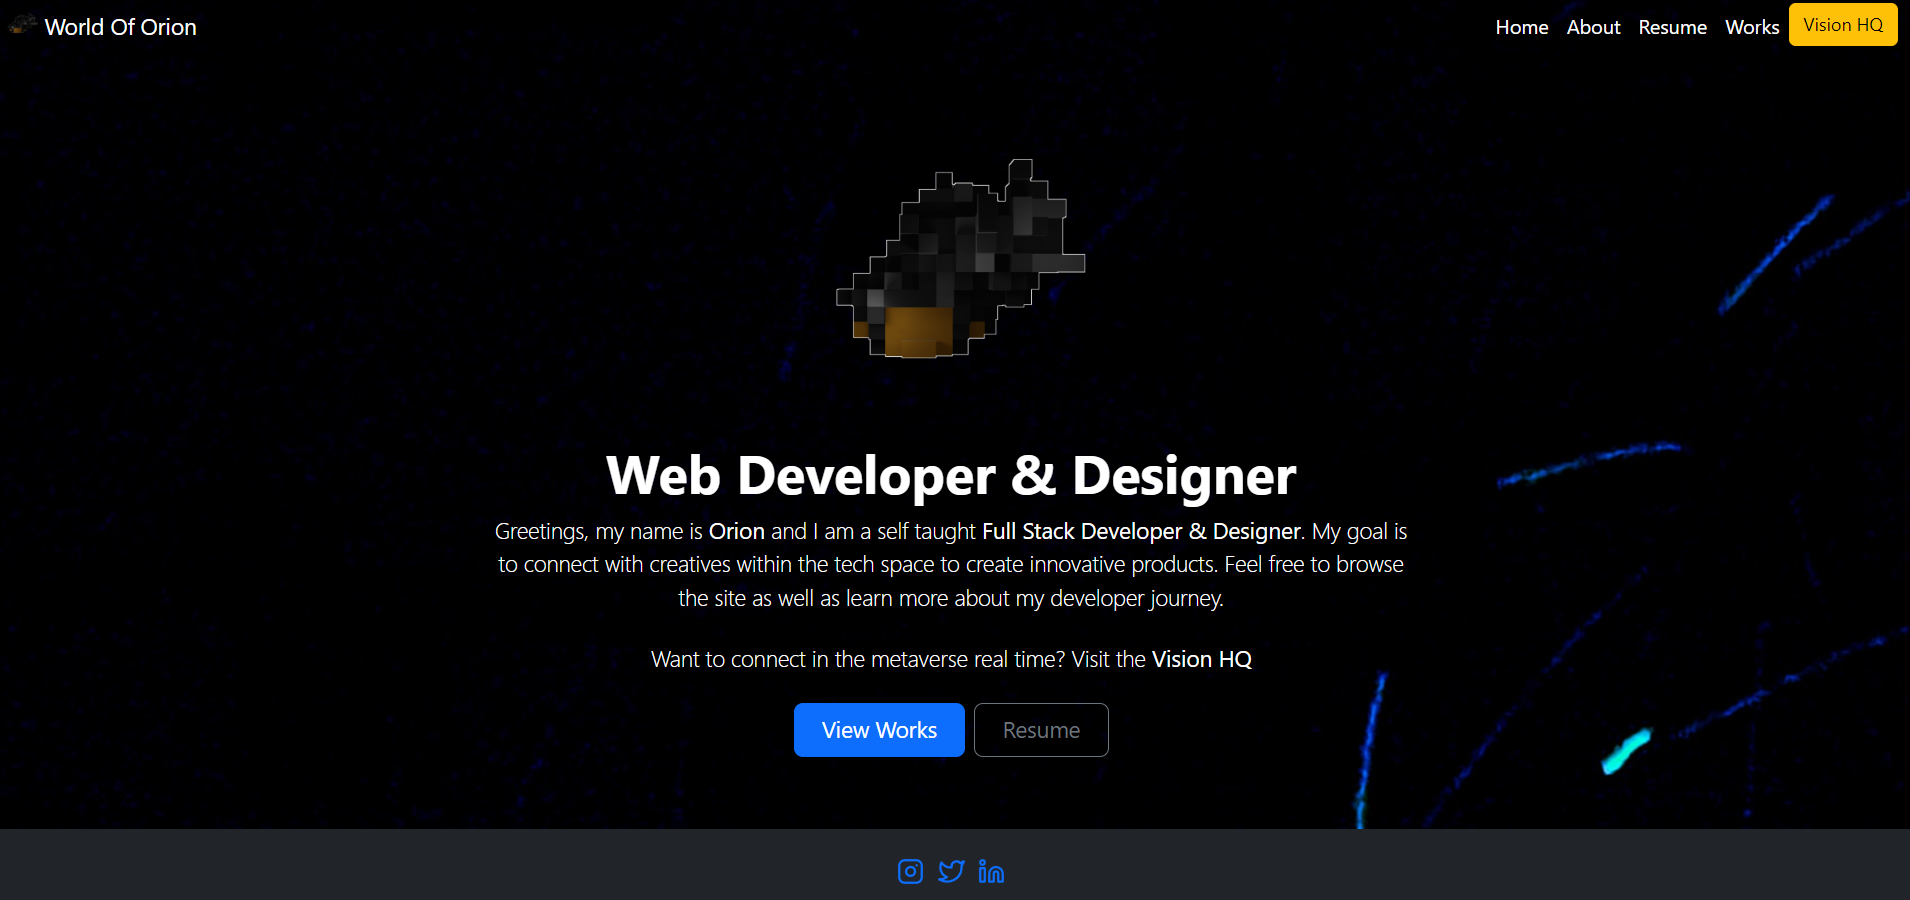 World Of Orion
Home About Resume Works Vision HQ
Web Developer & Designer
Greetings, my name is Orion and I am a self taught Full Stack Developer & Designer. My goal is
to connect with creatives within the tech space to create innovative products. Feel free to browse
the site as well as learn more about my developer journey.
Want to connect in the metaverse real time? Visit the Vision HQ
View Works Resume